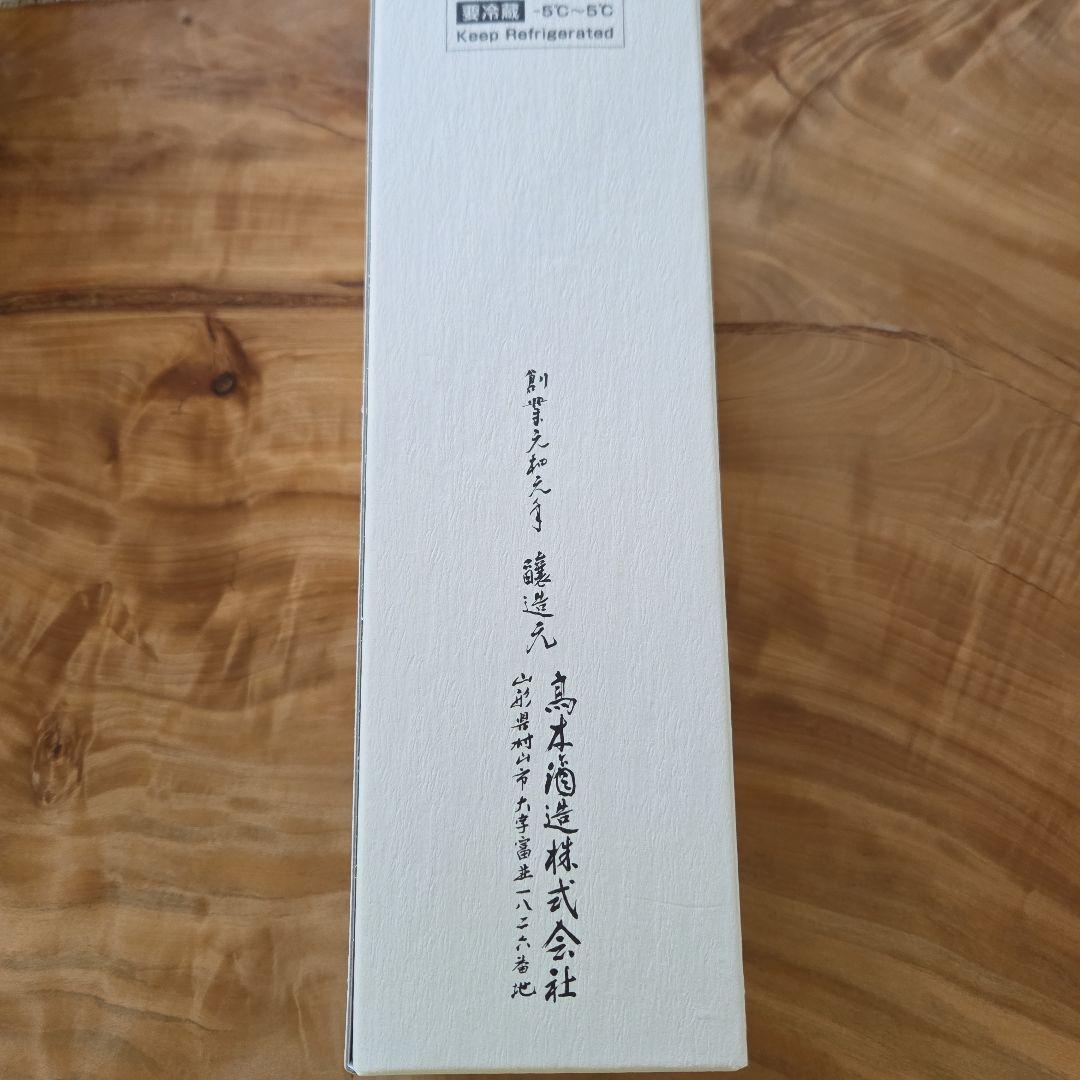 要冷蔵 -5℃～5℃
Keep Refrigerated
創業元和元年 醸造元
高木酒造株式会社
山形県村山市大字富並一八二六番地